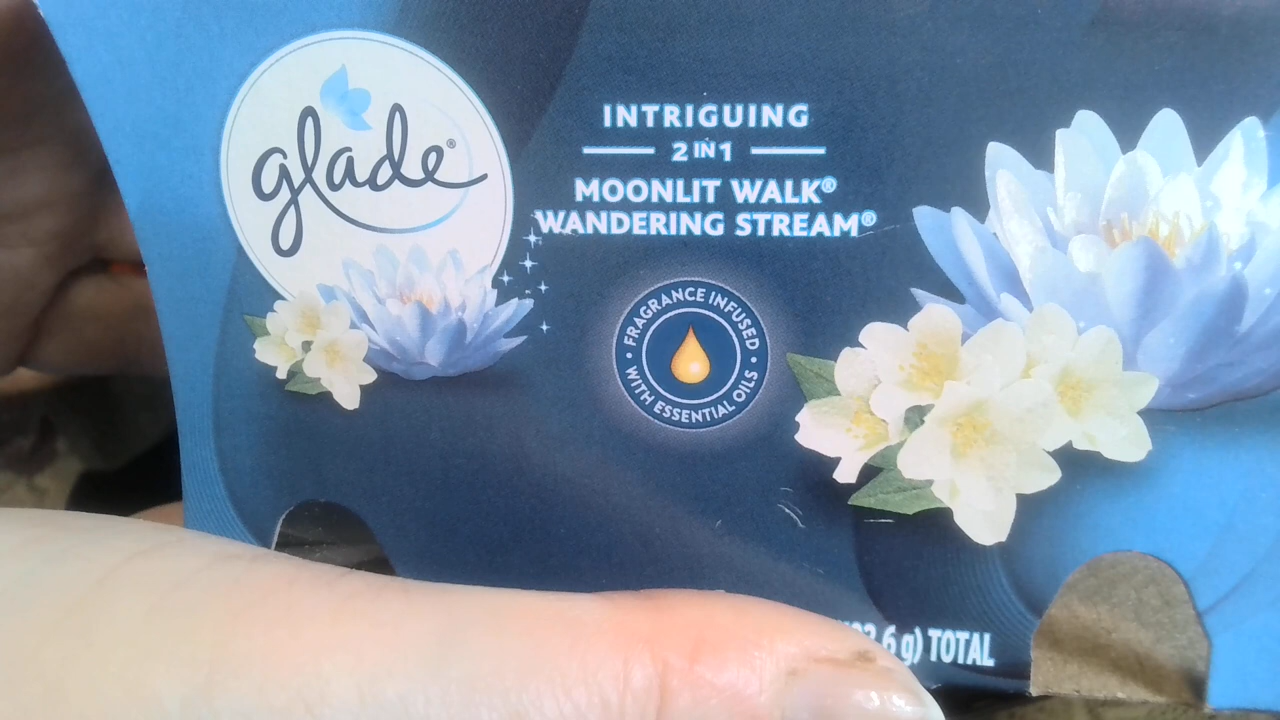 glade®
INTRIGUING
2 IN 1
MOONLIT WALK®
WANDERING STREAM®
FRAGRANCE INFUSED
• WITH ESSENTIAL OILS •
g) TOTAL